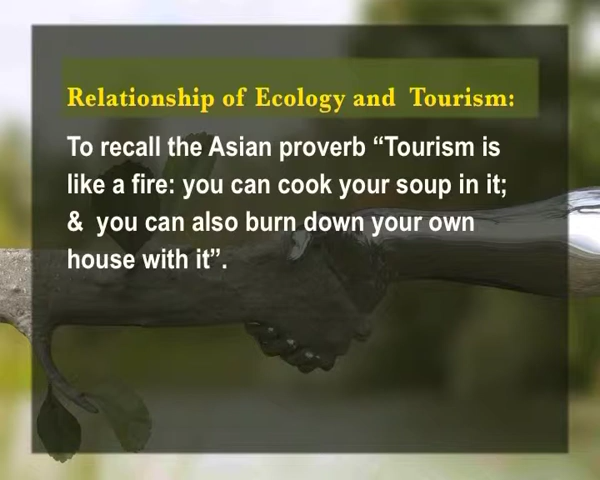 Relationship of Ecology and Tourism:
To recall the Asian proverb “Tourism is
like a fire: you can cook your soup in it;
& you can also burn down your own
house with it”.